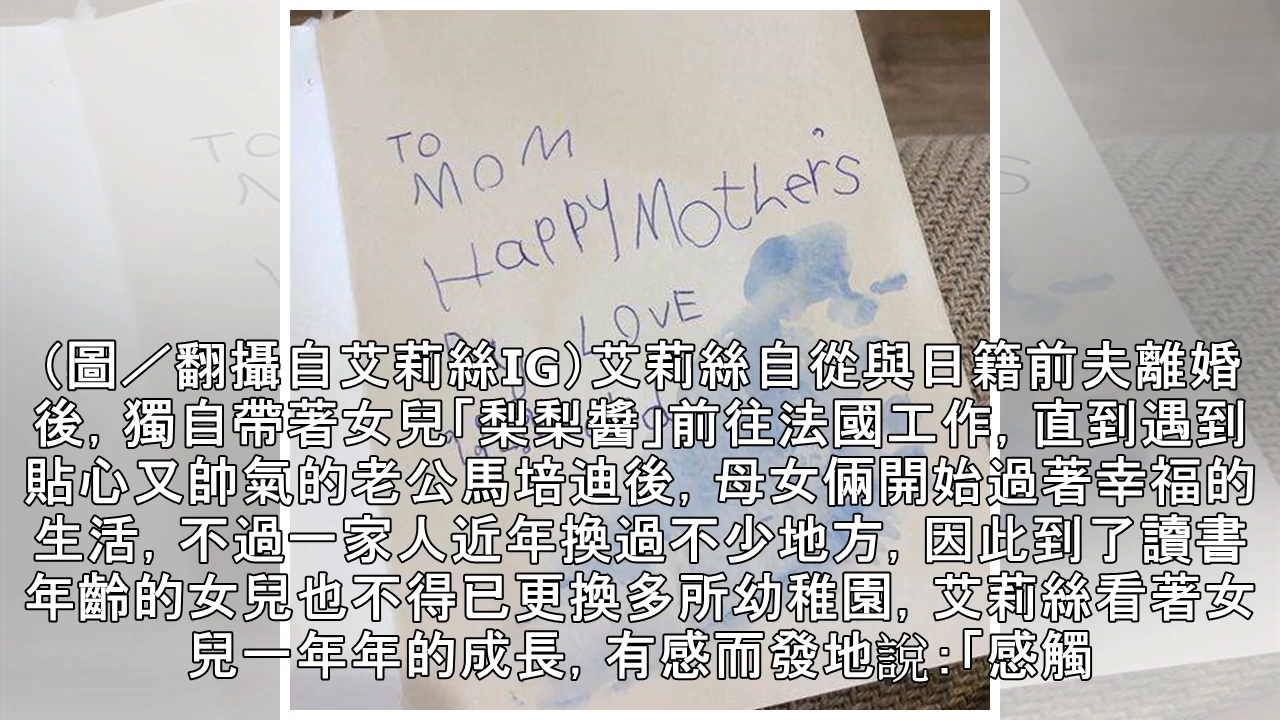 TO
MOM
Happy Mother's
LOVE
(圖／翻攝自艾莉絲IG)艾莉絲自從與日籍前夫離婚
後,獨自帶著女兒「梨梨醬」前往法國工作,直到遇到
貼心又帥氣的老公馬培迪後,母女倆開始過著幸福的
生活,不過一家人近年換過不少地方,因此到了讀書
年齡的女兒也不得已更換多所幼稚園,艾莉絲看著女
兒一年年的成長,有感而發地說:「感觸